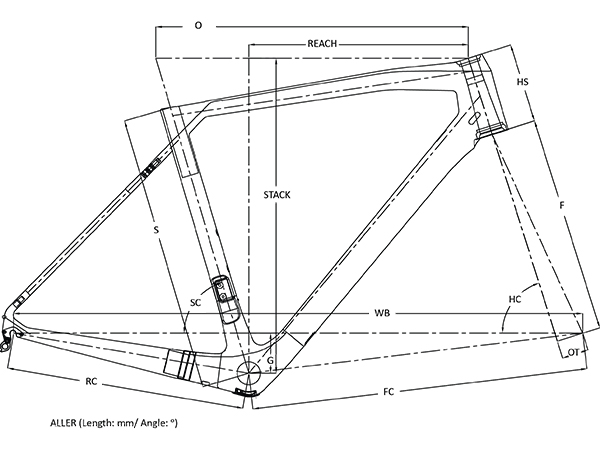 O
REACH
HS
STACK
F
S
SC
HC
WB
G
OT
RC
FC
ALLER (Length: mm/ Angle: °)